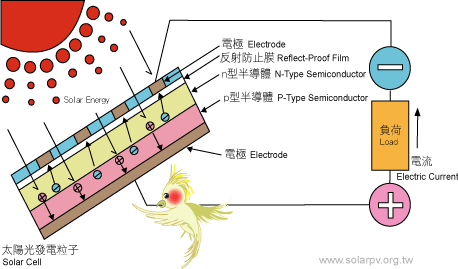 電極 Electrode
反射防止膜 Reflect-Proof Film
n型半導體 N-Type Semiconductor
Solar Energy
p型半導體 P-Type Semiconductor
負荷
Load
電流
Electric Current
電極 Electrode
太陽光發電粒子
Solar Cell
www.solarpv.org.tw